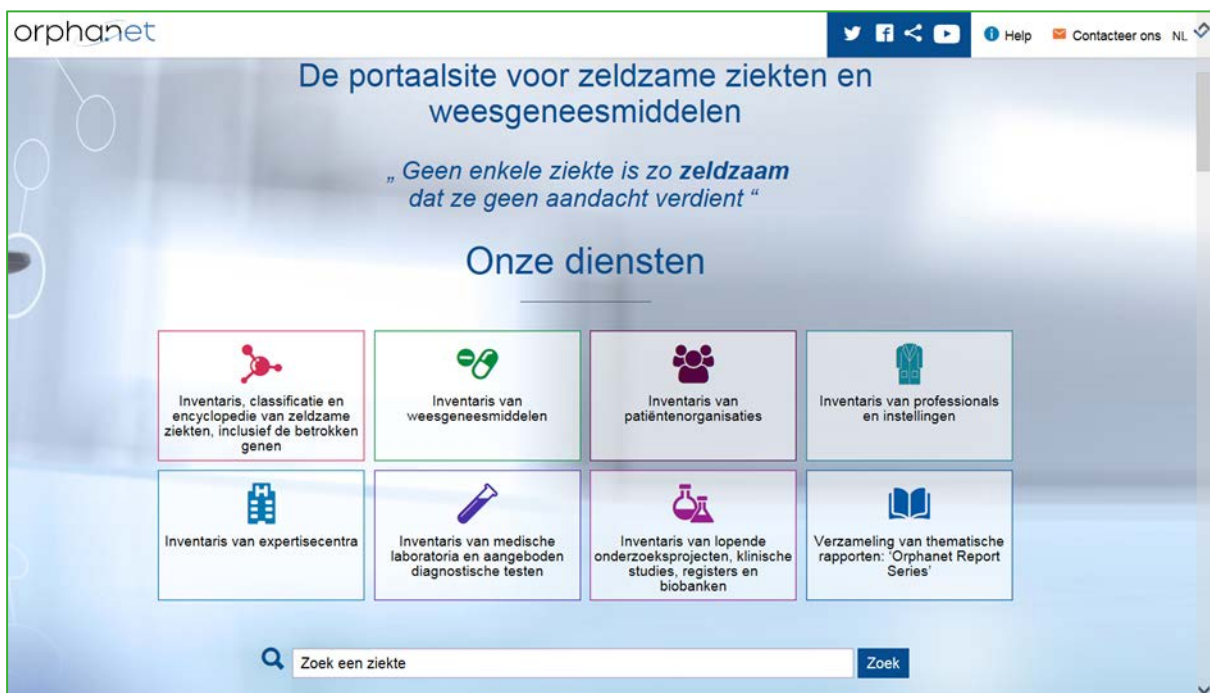 orphanet
Help
Contacteer ons
NL
De portaalsite voor zeldzame ziekten en
weesgeneesmiddelen
„ Geen enkele ziekte is zo zeldzaam
dat ze geen aandacht verdient “
Onze diensten
Inventaris, classificatie en
encyclopedie van zeldzame
ziekten, inclusief de betrokken
genen
Inventaris van
weesgeneesmiddelen
Inventaris van
patiëntenorganisaties
Inventaris van professionals
en instellingen
Inventaris van expertisecentra
Inventaris van medische
laboratoria en aangeboden
diagnostische testen
Inventaris van lopende
onderzoeksprojecten, klinische
studies, registers en
biobanken
Verzameling van thematische
rapporten: ‘Orphanet Report
Series’
Zoek een ziekte
Zoek